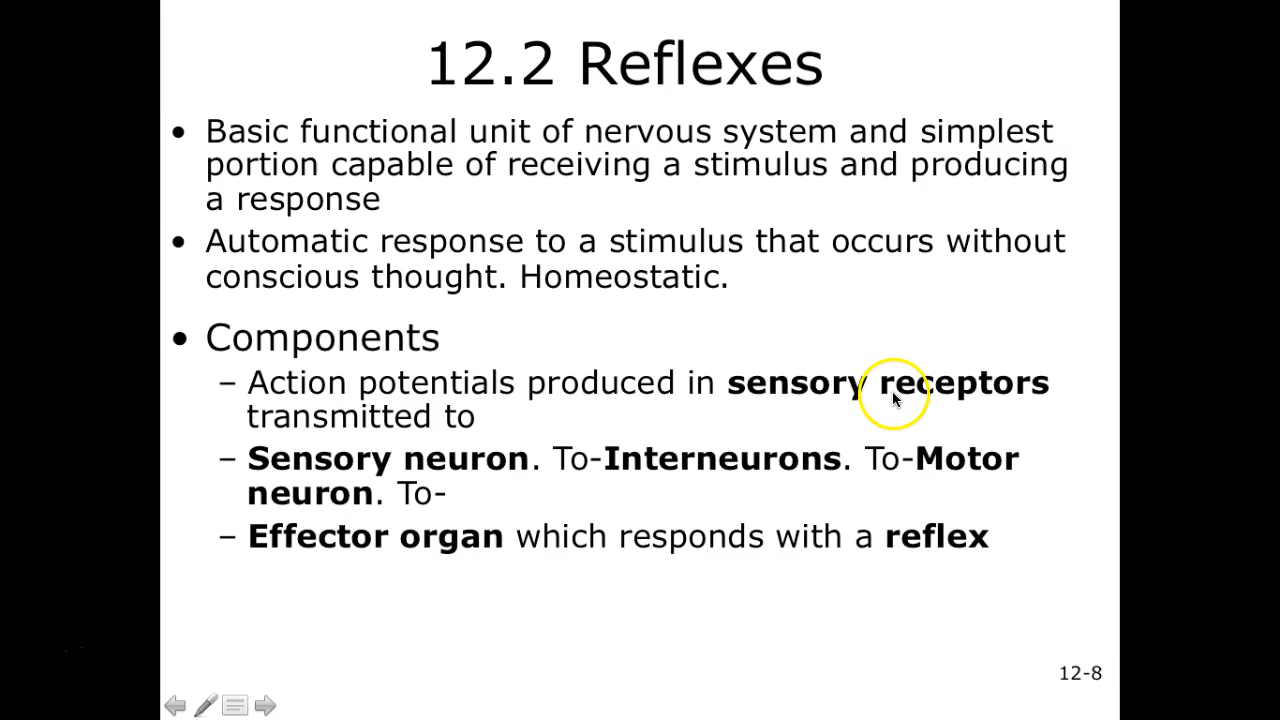 12.2 Reflexes
• Basic functional unit of nervous system and simplest
portion capable of receiving a stimulus and producing
a response
• Automatic response to a stimulus that occurs without
conscious thought. Homeostatic.
• Components
– Action potentials produced in sensory receptors
transmitted to
– Sensory neuron. To-Interneurons. To-Motor
neuron. To-
– Effector organ which responds with a reflex
12-8